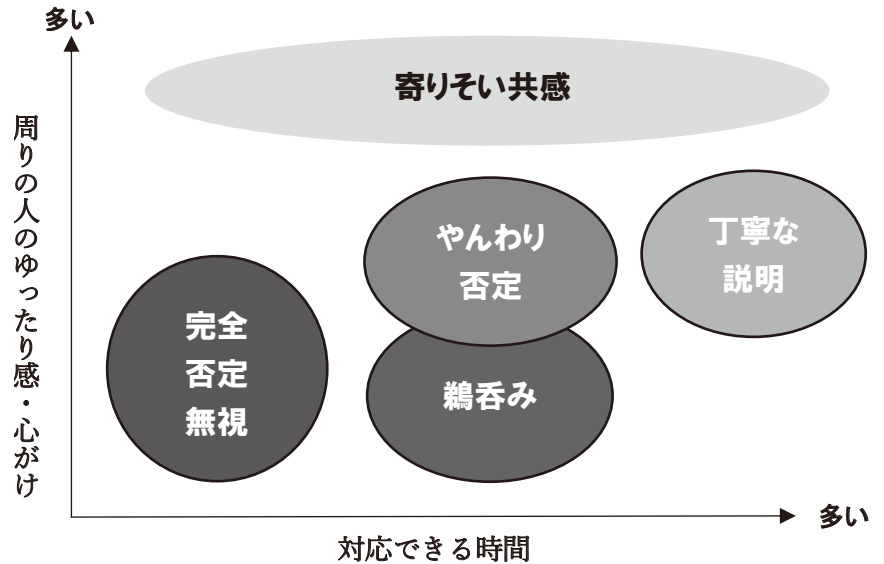 多い
周りの人のゆったり感・心がけ
寄りそい共感
やんわり
否定
丁寧な
説明
完全
否定
無視
鵜呑み
多い
対応できる時間